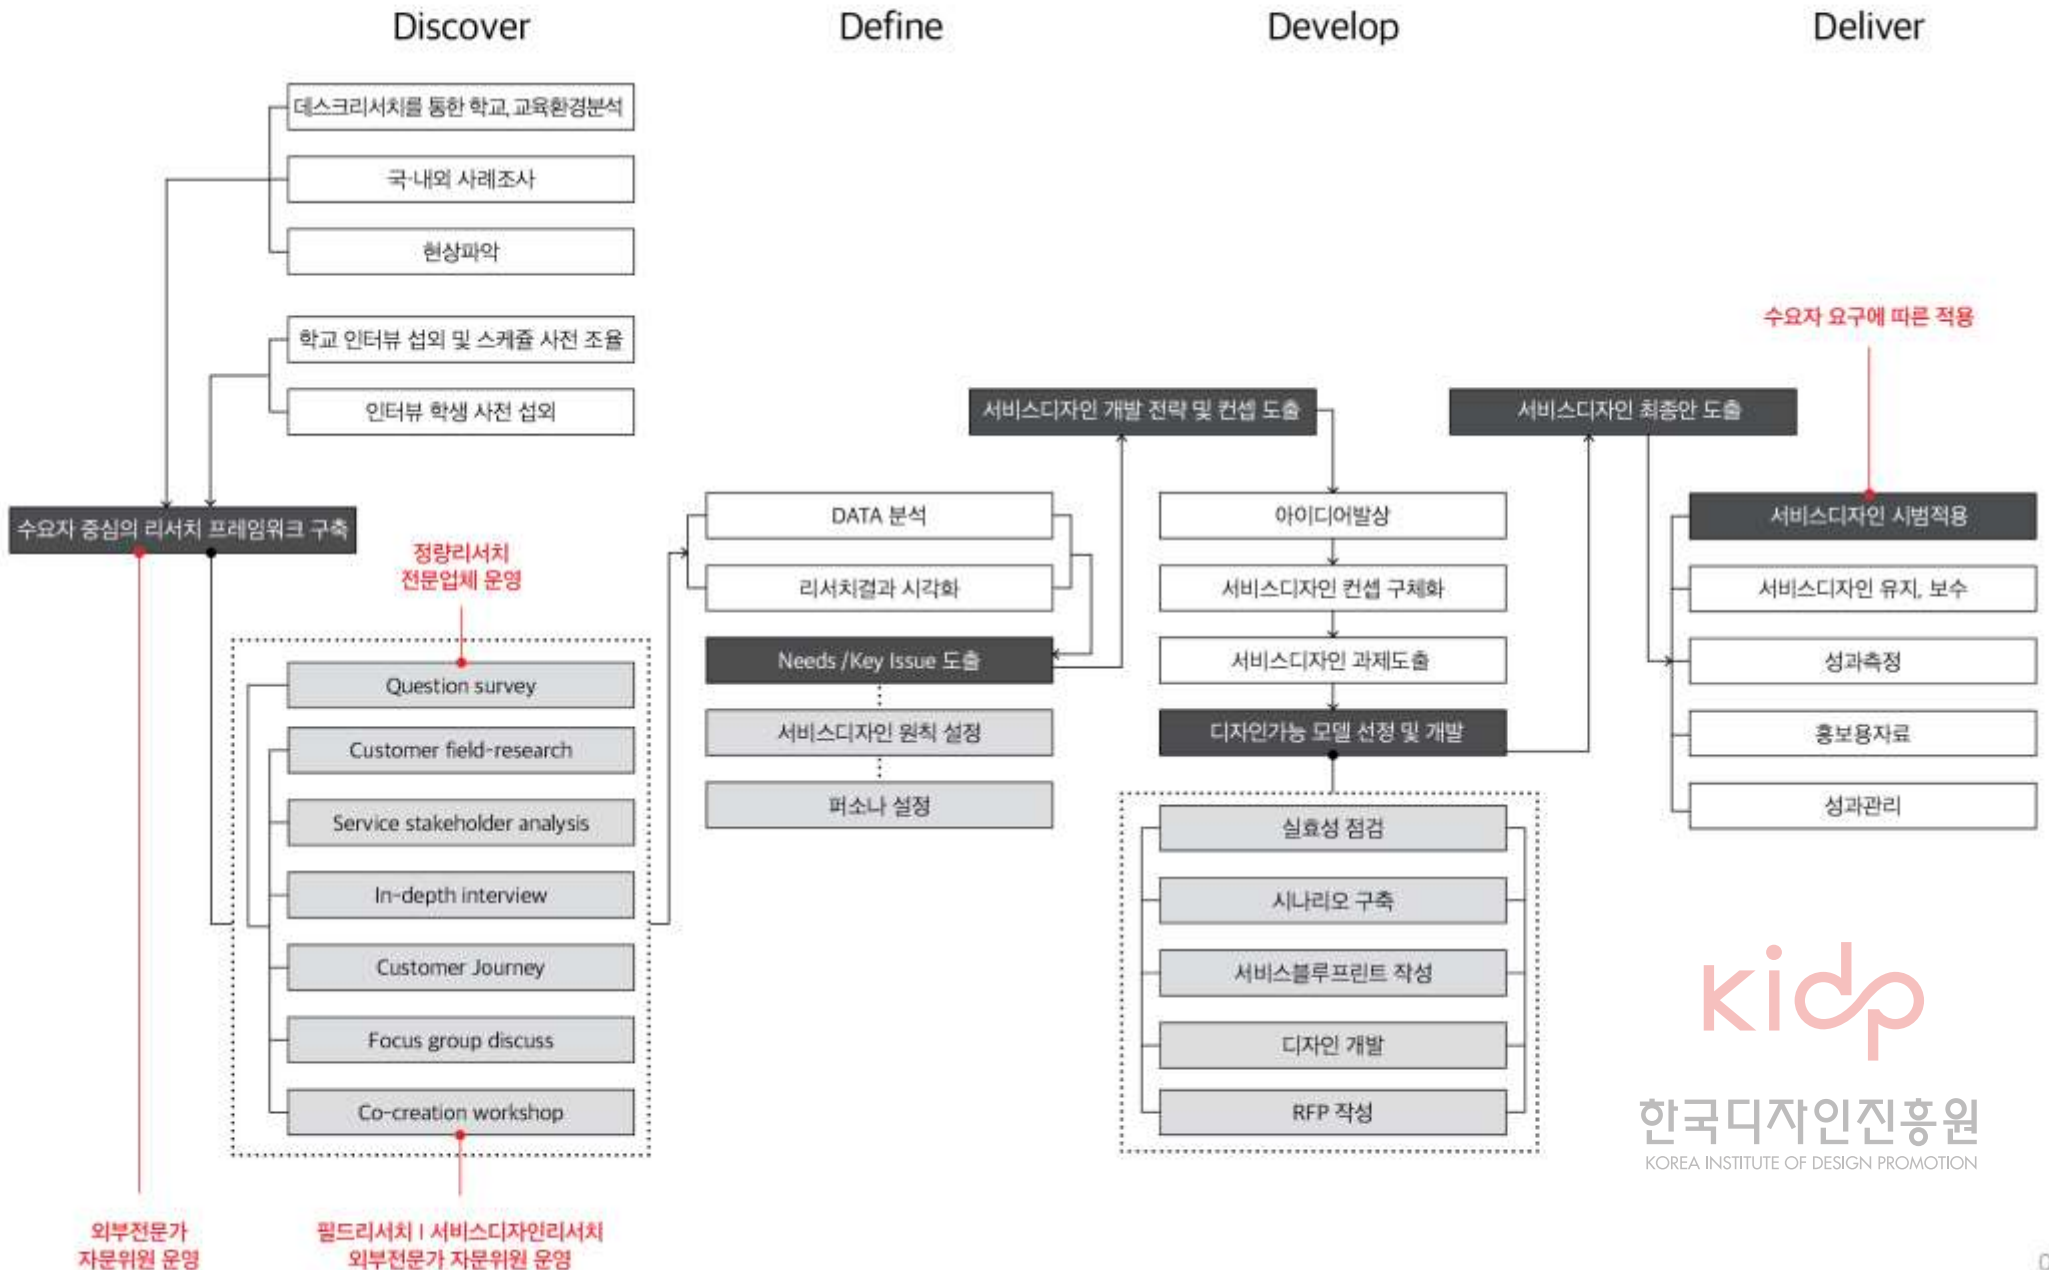 Discover
Define
Develop
Deliver
데스크리서치를 통한 학교, 교육환경분석
국·내외 사례조사
현상파악
학교 인터뷰 섭외 및 스케쥴 사전 조율
인터뷰 학생 사전 섭외
수요자 중심의 리서치 프레임워크 구축
정량리서치
전문업체 운영
Question survey
Customer field-research
Service stakeholder analysis
In-depth interview
Customer Journey
Focus group discuss
Co-creation workshop
외부전문가
자문위원 운영
필드리서치 I 서비스디자인리서치
외부전문가 자문위원 운영
DATA 분석
리서치결과 시각화
Needs /Key Issue 도출
서비스디자인 원칙 설정
퍼소나 설정
서비스디자인 개발 전략 및 컨셉 도출
아이디어발상
서비스디자인 컨셉 구체화
서비스디자인 과제도출
디자인가능 모델 선정 및 개발
실효성 점검
시나리오 구축
서비스블루프린트 작성
디자인 개발
RFP 작성
서비스디자인 최종안 도출
수요자 요구에 따른 적용
서비스디자인 시범적용
서비스디자인 유지, 보수
성과측정
홍보용자료
성과관리
kidp
한국디자인진흥원
KOREA INSTITUTE OF DESIGN PROMOTION